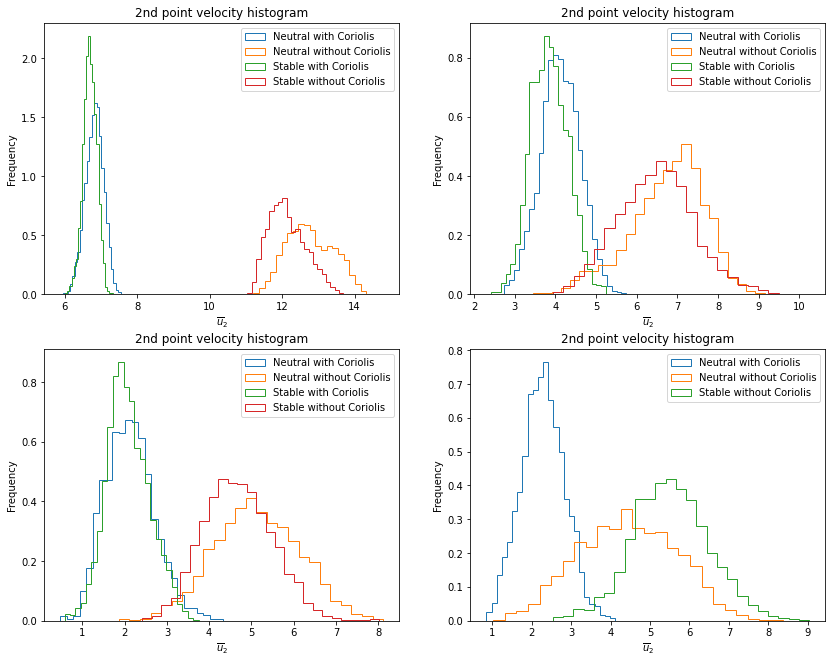 2nd point velocity histogram
Frequency
2.0
1.5
1.0
0.5
0.0
6 8 10 12 14
u̅₂
Neutral with Coriolis
Neutral without Coriolis
Stable with Coriolis
Stable without Coriolis
2nd point velocity histogram
Frequency
0.8
0.6
0.4
0.2
0.0
2 3 4 5 6 7 8 9 10
u̅₂
Neutral with Coriolis
Neutral without Coriolis
Stable with Coriolis
Stable without Coriolis
2nd point velocity histogram
Frequency
0.8
0.6
0.4
0.2
0.0
1 2 3 4 5 6 7 8
u̅₂
Neutral with Coriolis
Neutral without Coriolis
Stable with Coriolis
Stable without Coriolis
2nd point velocity histogram
Frequency
0.8
0.7
0.6
0.5
0.4
0.3
0.2
0.1
0.0
1 2 3 4 5 6 7 8 9
u̅₂
Neutral with Coriolis
Neutral without Coriolis
Stable without Coriolis